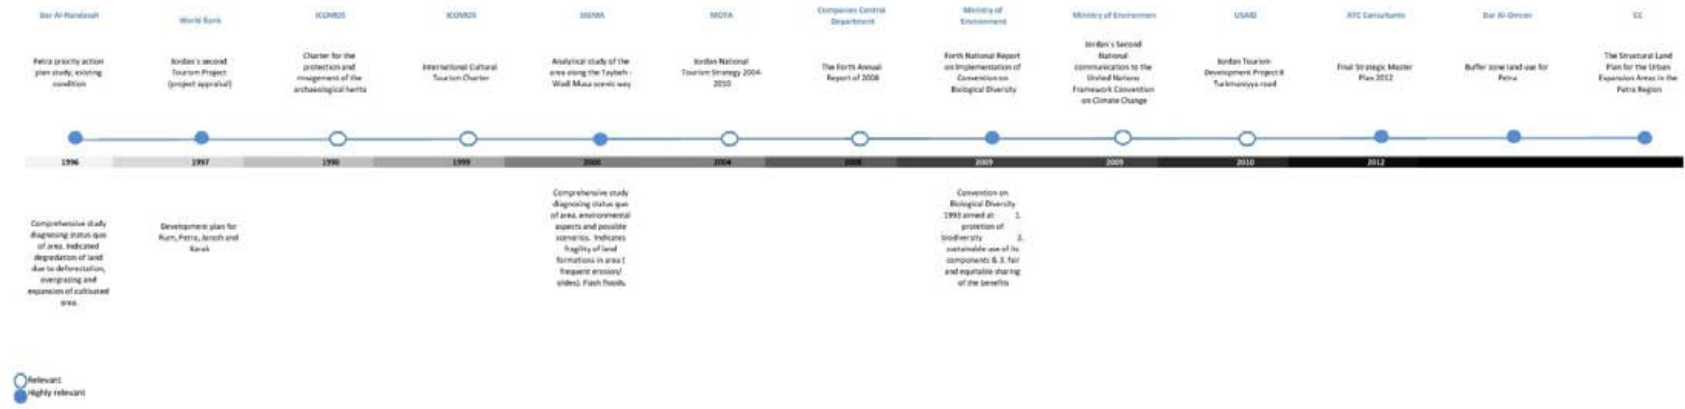 Dar Al-Handasah
Petra priority action
plan study, existing
condition
1996
Comprehensive study
diagnosing status quo
of area. Indicated
degradation of land
due to deforestation,
overgrazing and
expansion of cultivated
area.
World Bank
Jordan's second
Tourism Project
(project appraisal)
1997
Development plan for
Rum, Petra, Jerash and
Karak
ICOMOS
Charter for the
protection and
management of the
archaeological herita
1990
ICOMOS
International Cultural
Tourism Charter
1999
SIGMA
Analytical study of the
area along the Taybeh -
Wadi Musa scenic way
2000
Comprehensive study
diagnosing status quo
of area, environmental
aspects and possible
scenarios. Indicates
fragility of land
formations in area (
frequent erosion/
slides). Flash floods.
MOTA
Jordan National
Tourism Strategy 2004-
2010
2004
Companies Control
Department
The Forth Annual
Report of 2008
2008
Ministry of
Environment
Forth National Report
on Implementation of
Convention on
Biological Diversity
2009
Convention on
Biological Diversity
1993 aimed at: 1.
protetion of
biodiversity 2.
sustainable use of its
components & 3. fair
and equitable sharing
of the benefits
Ministry of Environmen
Jordan's Second
National
communication to the
United Nations
Framework Convention
on Climate Change
2009
USAID
Jordan Tourism
Development Project II
Turkmaniyya road
2010
ATC Consultants
Final Strategic Master
Plan 2012
2012
Dar Al-Omran
Buffer zone land use for
Petra
CC
The Structural Land
Plan for the Urban
Expansion Areas in the
Petra Region
Relevant
Highly relevant